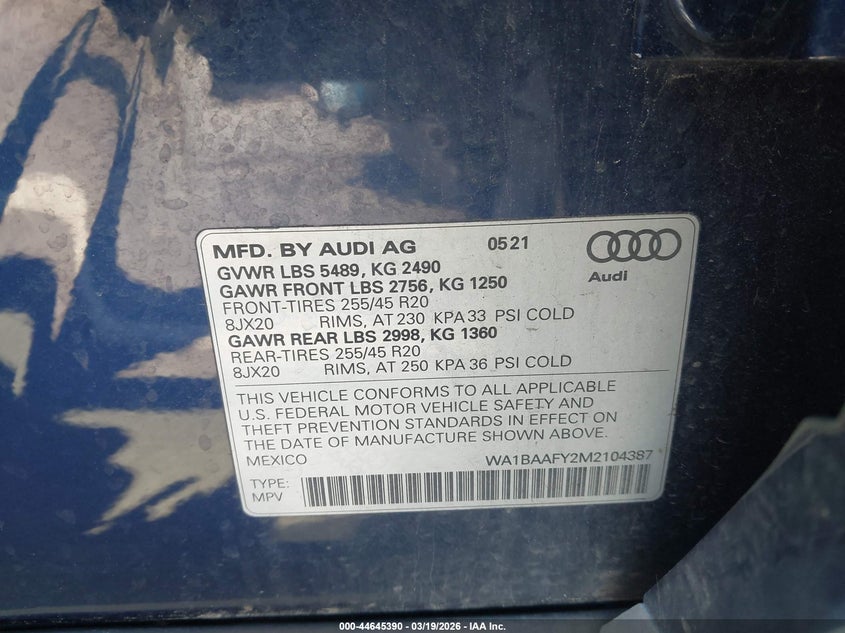 MFD. BY AUDI AG 0521
GVWR LBS 5489, KG 2490
GAWR FRONT LBS 2756, KG 1250
Audi
FRONT-TIRES 255/45 R20
8JX20 RIMS, AT 230 KPA 33 PSI COLD
GAWR REAR LBS 2998, KG 1360
REAR-TIRES 255/45 R20
8JX20 RIMS, AT 250 KPA 36 PSI COLD
THIS VEHICLE CONFORMS TO ALL APPLICABLE
U.S. FEDERAL MOTOR VEHICLE SAFETY AND
THEFT PREVENTION STANDARDS IN EFFECT ON
THE DATE OF MANUFACTURE SHOWN ABOVE.
MEXICO WA1BAAFY2M2104387
TYPE:
MPV
000-44645390 - 03/19/2026 - IAA Inc.